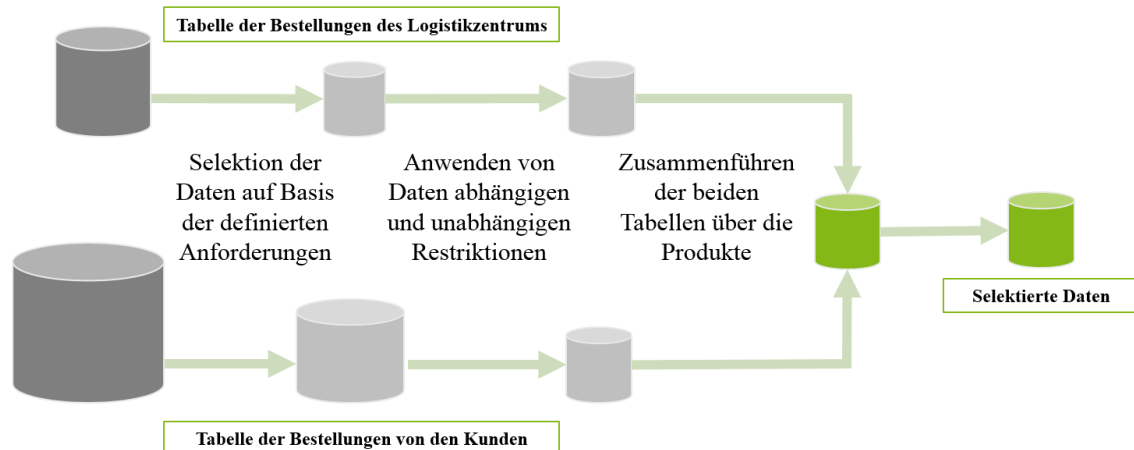 Tabelle der Bestellungen des Logistikzentrums
Selektion der
Daten auf Basis
der definierten
Anforderungen
Anwenden von
Daten abhängigen
und unabhängigen
Restriktionen
Zusammenführen
der beiden
Tabellen über die
Produkte
Selektierte Daten
Tabelle der Bestellungen von den Kunden